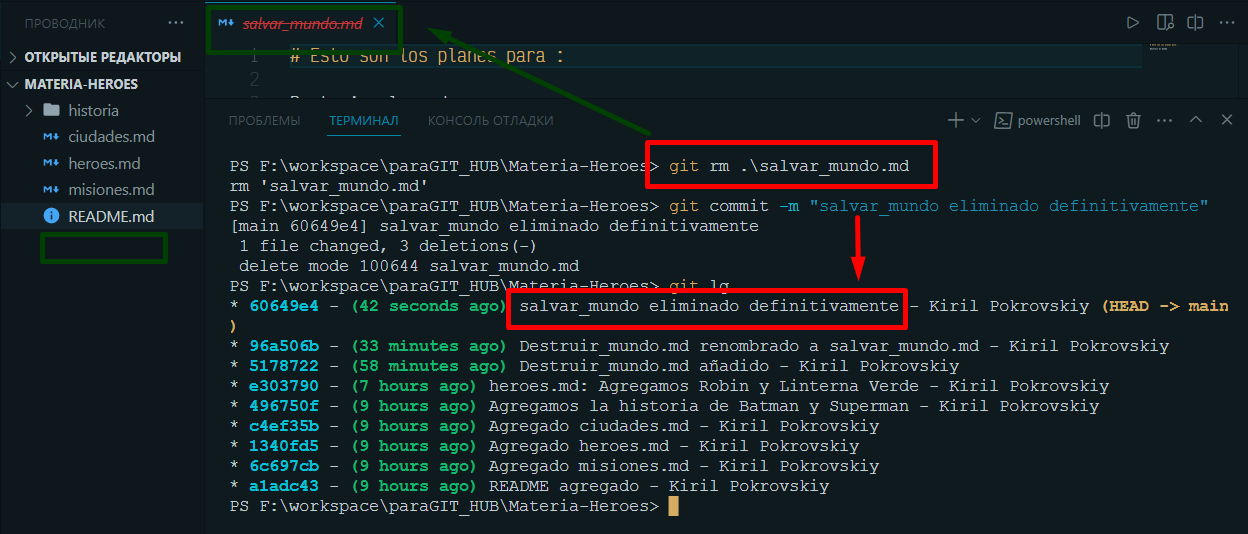 ПРОВОДНИК
ОТКРЫТЫЕ РЕДАКТОРЫ
MATERIA-HEROES
historia
ciudades.md
heroes.md
misiones.md
README.md
salvar_mundo.md
1 # Esto son los planes para :
2
ПРОБЛЕМЫ ТЕРМИНАЛ КОНСОЛЬ ОТЛАДКИ powershell
PS F:\workspace\paraGIT_HUB\Materia-Heroes> git rm .\salvar_mundo.md
rm 'salvar_mundo.md'
PS F:\workspace\paraGIT_HUB\Materia-Heroes> git commit -m "salvar_mundo eliminado definitivamente"
[main 60649e4] salvar_mundo eliminado definitivamente
1 file changed, 3 deletions(-)
delete mode 100644 salvar_mundo.md
PS F:\workspace\paraGIT_HUB\Materia-Heroes> git lg
* 60649e4 - (42 seconds ago) salvar_mundo eliminado definitivamente - Kiril Pokrovskiy (HEAD -> main
)
* 96a506b - (33 minutes ago) Destruir_mundo.md renombrado a salvar_mundo.md - Kiril Pokrovskiy
* 5178722 - (58 minutes ago) Destruir_mundo.md añadido - Kiril Pokrovskiy
* e303790 - (7 hours ago) heroes.md: Agregamos Robin y Linterna Verde - Kiril Pokrovskiy
* 496750f - (9 hours ago) Agregamos la historia de Batman y Superman - Kiril Pokrovskiy
* c4ef35b - (9 hours ago) Agregado ciudades.md - Kiril Pokrovskiy
* 1340fd5 - (9 hours ago) Agregado heroes.md - Kiril Pokrovskiy
* 6c697cb - (9 hours ago) Agregado misiones.md - Kiril Pokrovskiy
* a1adc43 - (9 hours ago) README agregado - Kiril Pokrovskiy
PS F:\workspace\paraGIT_HUB\Materia-Heroes>